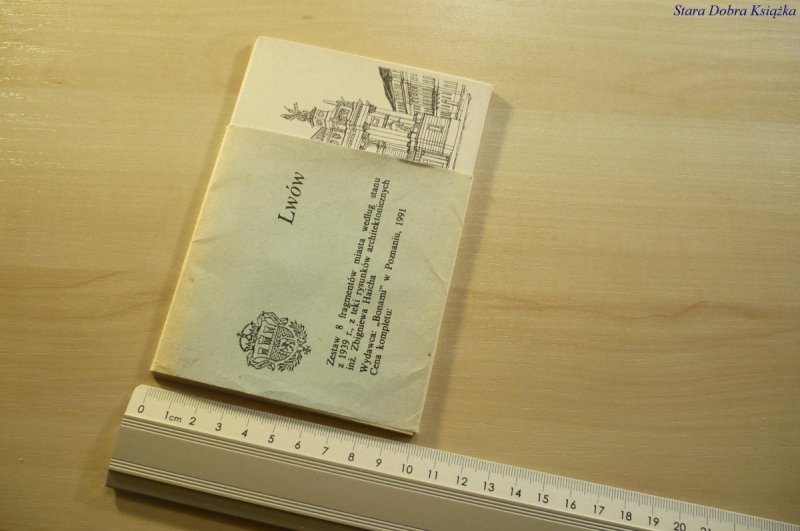 Stara Dobra Książka
Lwów
Zestaw 8 fragmentów miasta według stanu
z 1939 r., z teki rysunków architektonicznych
inż. Zbigniewa Haicha
Wydawca: „Bonami” w Poznaniu, 1991
Cena kompletu:
0 1cm 2 3 4 5 6 7 8 9 10 11 12 13 14 15 16 17 18 19 20 21